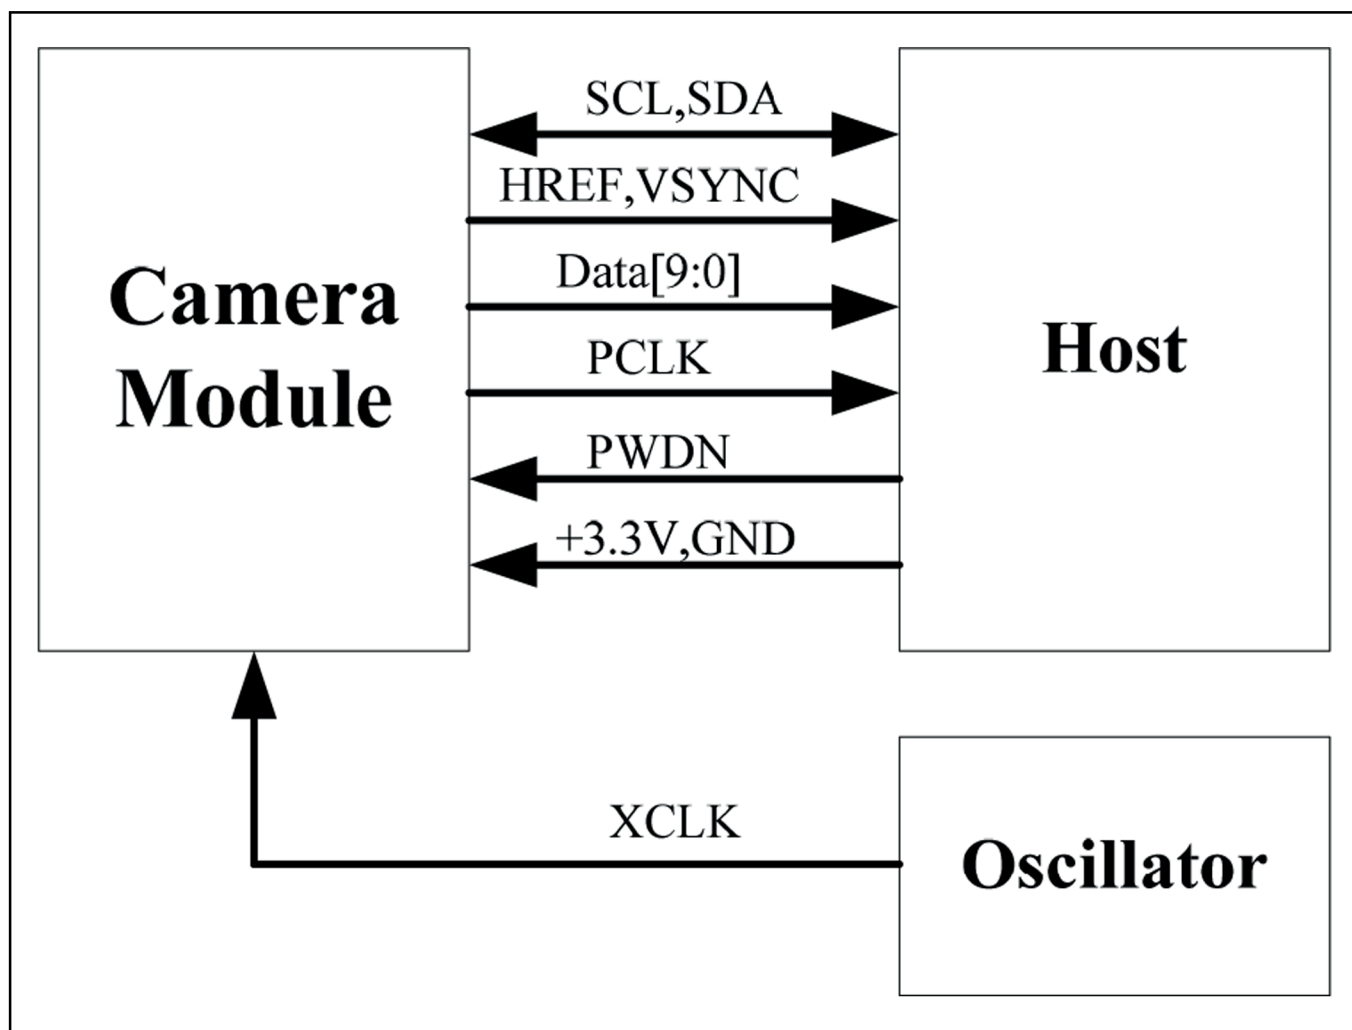 SCL,SDA
HREF,VSYNC
Data[9:0]
PCLK
PWDN
+3.3V,GND
Camera
Module
Host
XCLK
Oscillator